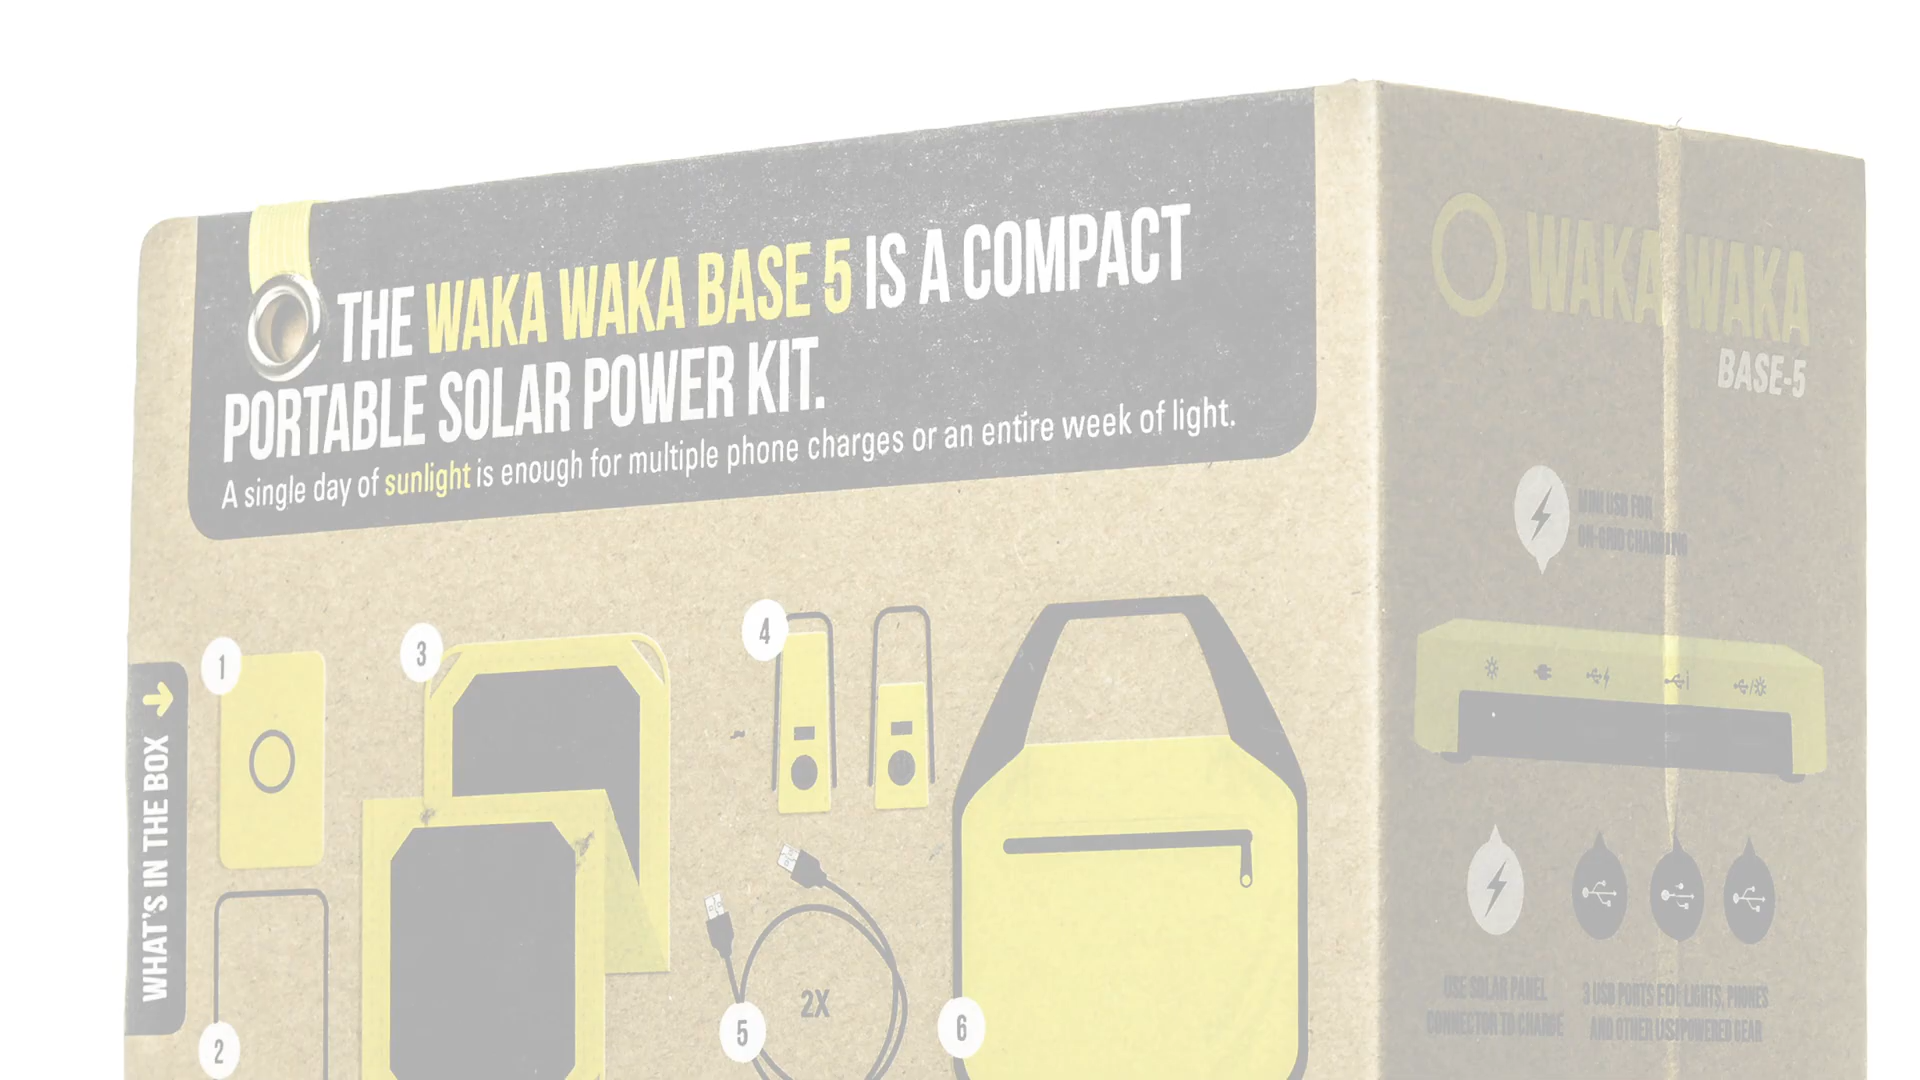 THE WAKA WAKA BASE 5 IS A COMPACT
PORTABLE SOLAR POWER KIT.
A single day of sunlight is enough for multiple phone charges or an entire week of light.
WHAT'S IN THE BOX
1
2
3
4
5
2X
6
WAKA WAKA
BASE-5
MINI USB FOR
ON-GRID CHARGING
USE SOLAR PANEL
CONNECTOR TO CHARGE
3 USB PORTS FOR LIGHTS, PHONES
AND OTHER USB POWERED GEAR